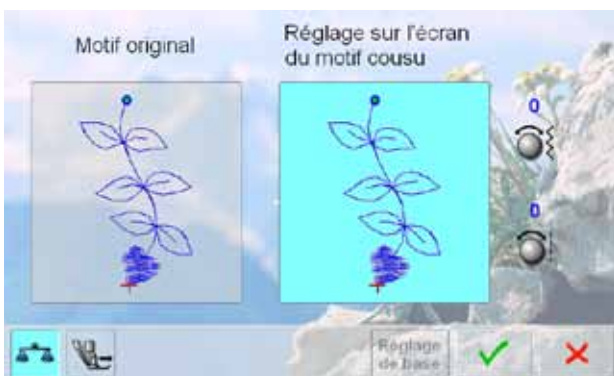 Motif original
Réglage sur l'écran
du motif cousu
0
0
Réglage
de base